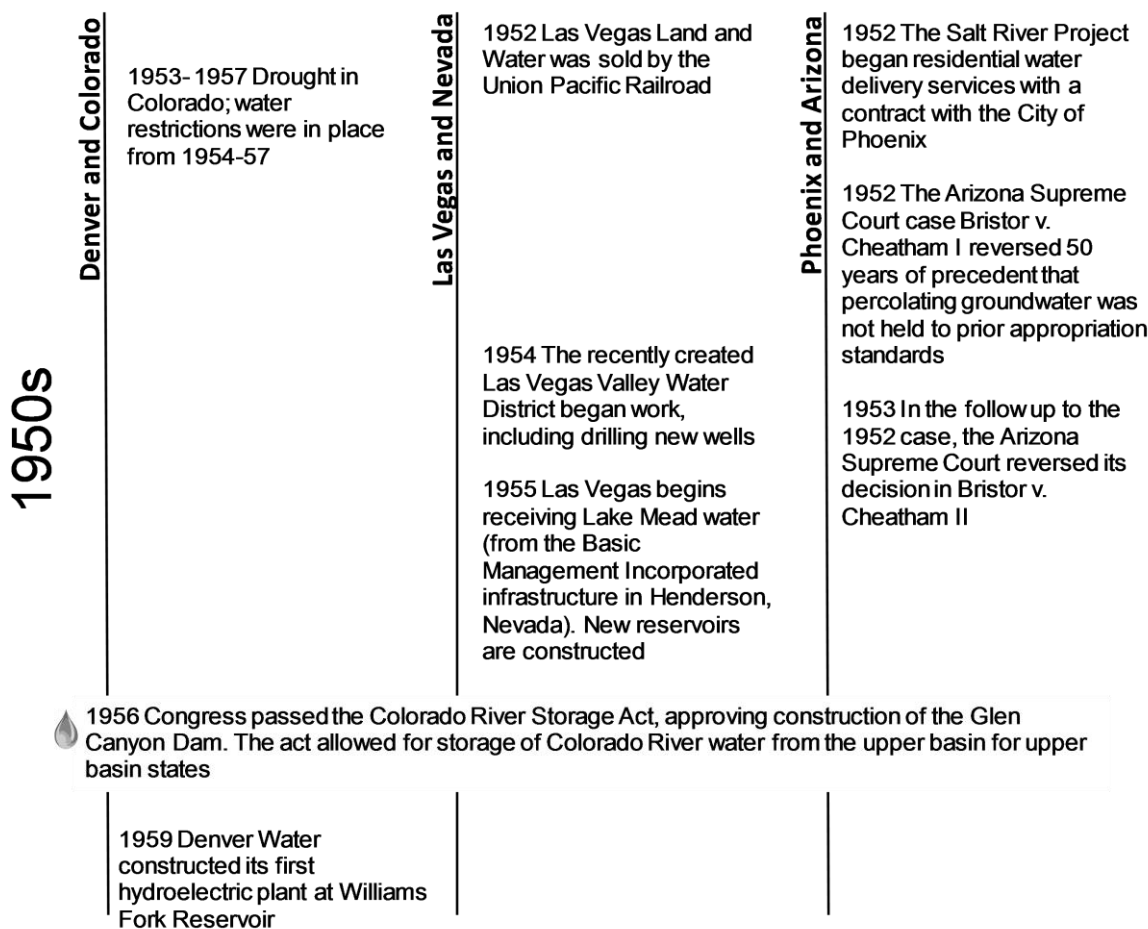 1950s
Denver and Colorado
1953- 1957 Drought in
Colorado; water
restrictions were in place
from 1954-57
Las Vegas and Nevada
1952 Las Vegas Land and
Water was sold by the
Union Pacific Railroad
1954 The recently created
Las Vegas Valley Water
District began work,
including drilling new wells
1955 Las Vegas begins
receiving Lake Mead water
(from the Basic
Management Incorporated
infrastructure in Henderson,
Nevada). New reservoirs
are constructed
Phoenix and Arizona
1952 The Salt River Project
began residential water
delivery services with a
contract with the City of
Phoenix
1952 The Arizona Supreme
Court case Bristor v.
Cheatham I reversed 50
years of precedent that
percolating groundwater was
not held to prior appropriation
standards
1953 In the follow up to the
1952 case, the Arizona
Supreme Court reversed its
decision in Bristor v.
Cheatham II
1956 Congress passed the Colorado River Storage Act, approving construction of the Glen
Canyon Dam. The act allowed for storage of Colorado River water from the upper basin for upper
basin states
1959 Denver Water
constructed its first
hydroelectric plant at Williams
Fork Reservoir